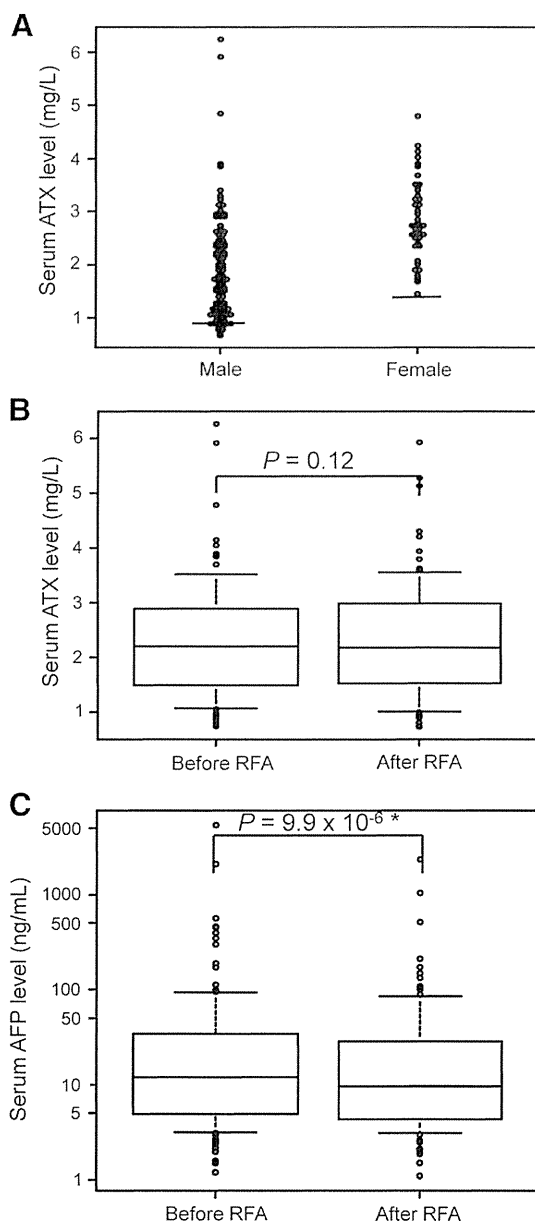 A
Serum ATX level (mg/L)
6
5
4
3
2
1
Male
Female
B
Serum ATX level (mg/L)
6
5
4
3
2
1
P = 0.12
Before RFA
After RFA
C
Serum AFP level (ng/mL)
5000
1000
500
100
50
10
5
1
P = 9.9 x 10-6 *
Before RFA
After RFA